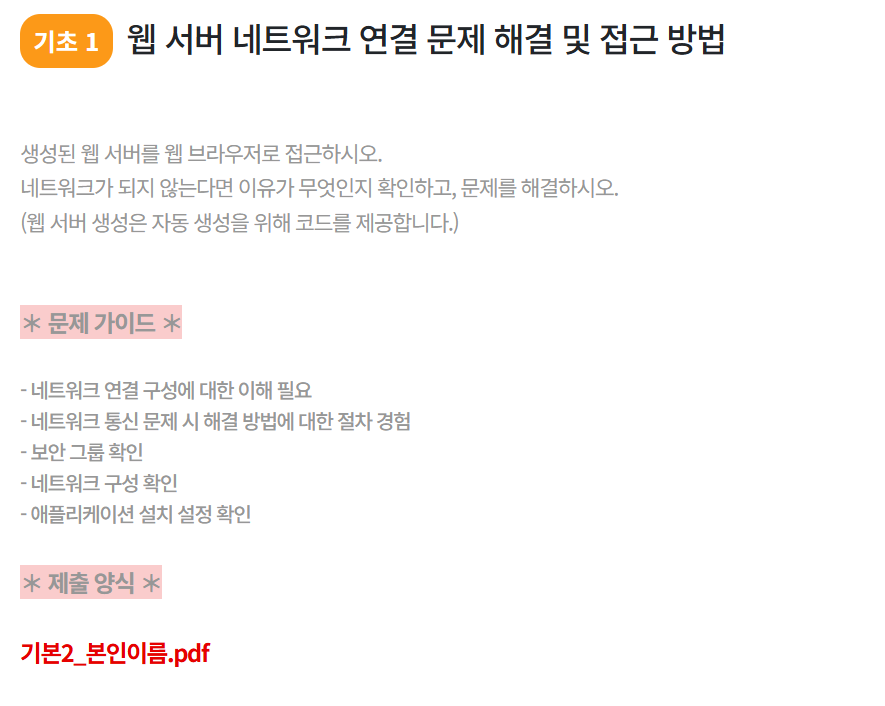 기초 1 웹 서버 네트워크 연결 문제 해결 및 접근 방법
생성된 웹 서버를 웹 브라우저로 접근하시오.
네트워크가 되지 않는다면 이유가 무엇인지 확인하고, 문제를 해결하시오.
(웹 서버 생성은 자동 생성을 위해 코드를 제공합니다.)
＊ 문제 가이드 ＊
- 네트워크 연결 구성에 대한 이해 필요
- 네트워크 통신 문제 시 해결 방법에 대한 절차 경험
- 보안 그룹 확인
- 네트워크 구성 확인
- 애플리케이션 설치 설정 확인
＊ 제출 양식 ＊
기본2_본인이름.pdf